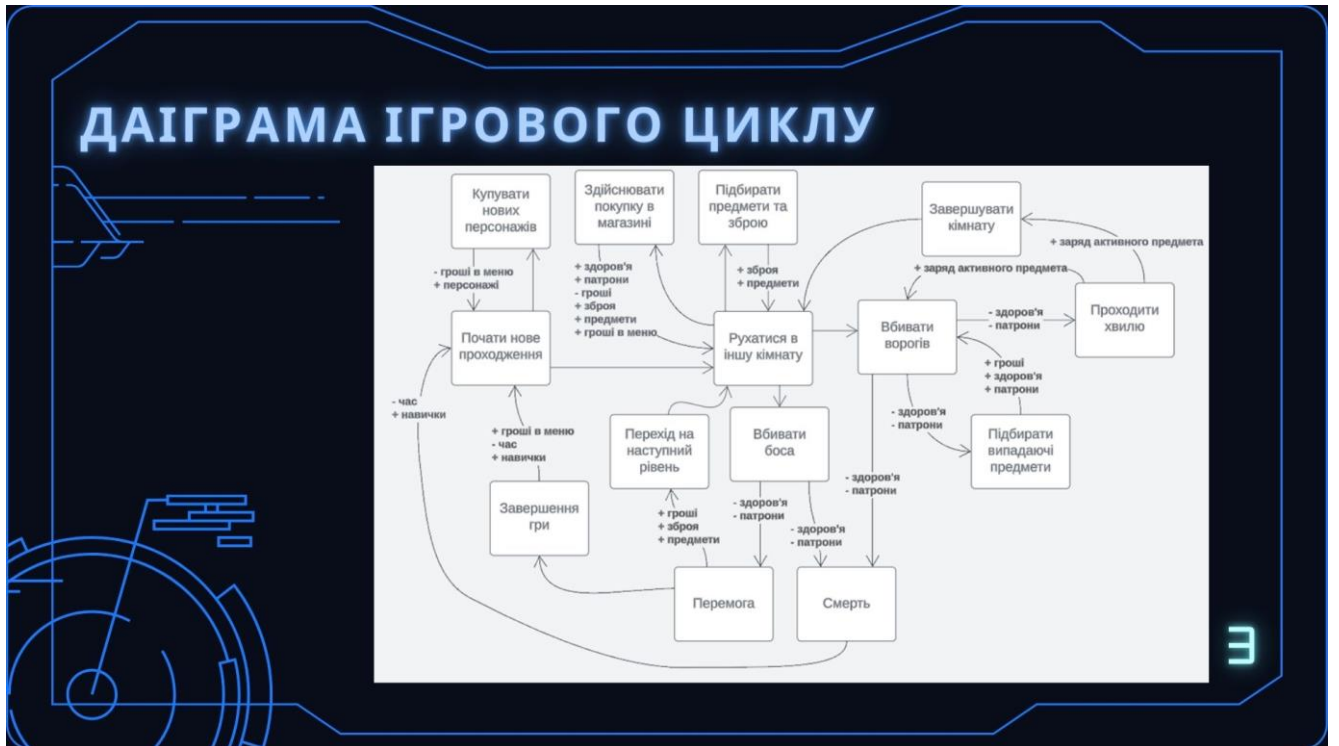 ДАІГРАМА ІГРОВОГО ЦИКЛУ
Купувати
нових
персонажів
Здійснювати
покупку в
магазині
Підбирати
предмети та
зброю
Завершувати
кімнату
+ заряд активного предмета
- гроші в меню
+ персонажі
+ здоров'я
+ патрони
- гроші
+ зброя
+ предмети
+ гроші в меню
+ зброя
+ предмети
+ заряд активного предмета
Почати нове
проходження
Рухатися в
іншу кімнату
Вбивати
ворогів
- здоров'я
- патрони
Проходити
хвилю
+ гроші
+ здоров'я
+ патрони
- час
+ навички
+ гроші в меню
- час
+ навички
Перехід на
наступний
рівень
Вбивати
боса
- здоров'я
- патрони
Підбирати
випадаючі
предмети
- здоров'я
- патрони
Завершення
гри
+ гроші
+ зброя
+ предмети
- здоров'я
- патрони
- здоров'я
- патрони
Перемога
Смерть
3